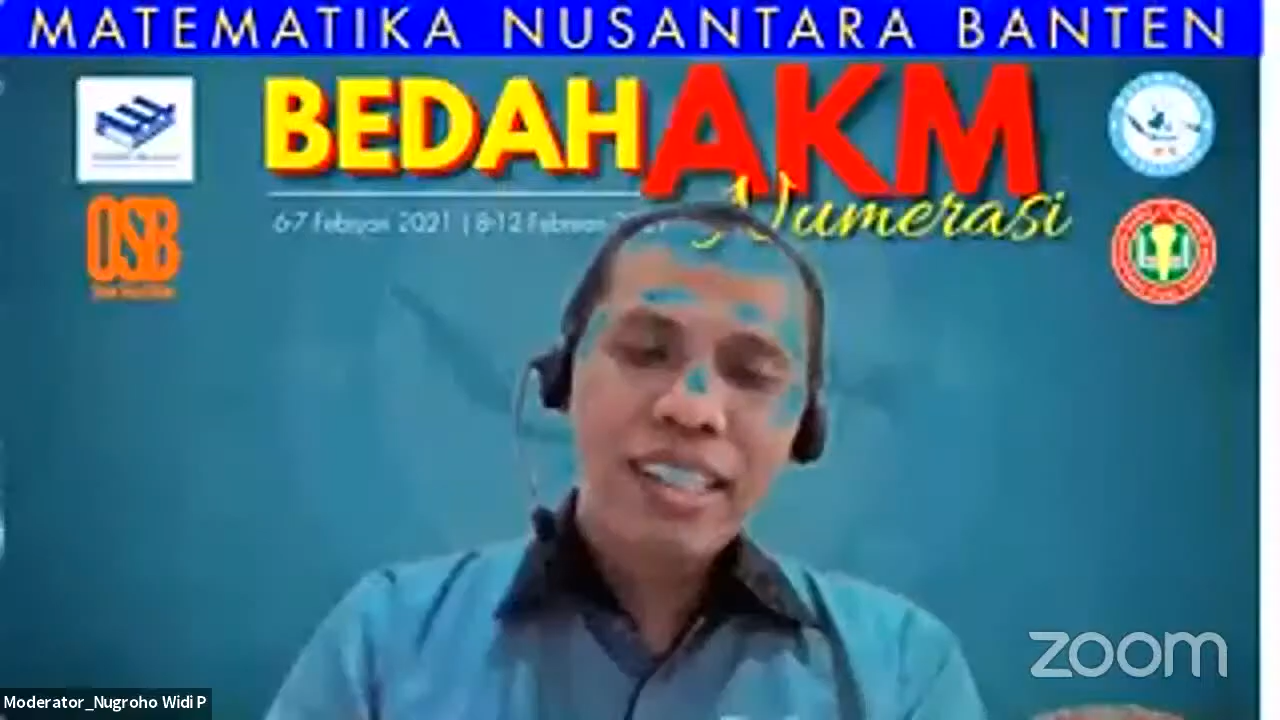 MATEMATIKA NUSANTARA BANTEN
BEDAH AKM
Numerasi
6-7 Februari 2021 | 8-12 Februari
OSB
zoom
Moderator_Nugroho Widi P